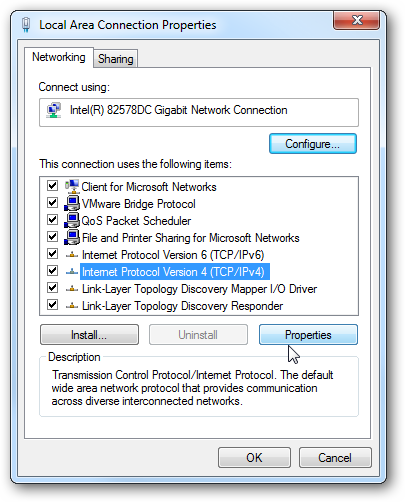 Local Area Connection Properties
Networking
Sharing
Connect using:
Intel(R) 82578DC Gigabit Network Connection
Configure...
This connection uses the following items:
Client for Microsoft Networks
VMware Bridge Protocol
QoS Packet Scheduler
File and Printer Sharing for Microsoft Networks
Internet Protocol Version 6 (TCP/IPv6)
Internet Protocol Version 4 (TCP/IPv4)
Link-Layer Topology Discovery Mapper I/O Driver
Link-Layer Topology Discovery Responder
Install...
Uninstall
Properties
Description
Transmission Control Protocol/Internet Protocol. The default
wide area network protocol that provides communication
across diverse interconnected networks.
OK
Cancel